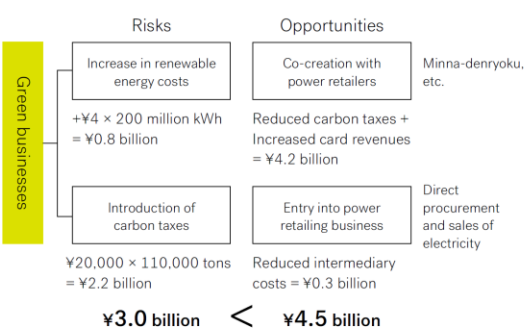 Risks
Opportunities
Green businesses
Increase in renewable
energy costs
Co-creation with
power retailers
Minna-denryoku,
etc.
+¥4 × 200 million kWh
= ¥0.8 billion
Reduced carbon taxes +
Increased card revenues
= ¥4.2 billion
Introduction of
carbon taxes
Entry into power
retailing business
Direct
procurement
and sales of
electricity
¥20,000 × 110,000 tons
= ¥2.2 billion
Reduced intermediary
costs = ¥0.3 billion
¥3.0 billion < ¥4.5 billion